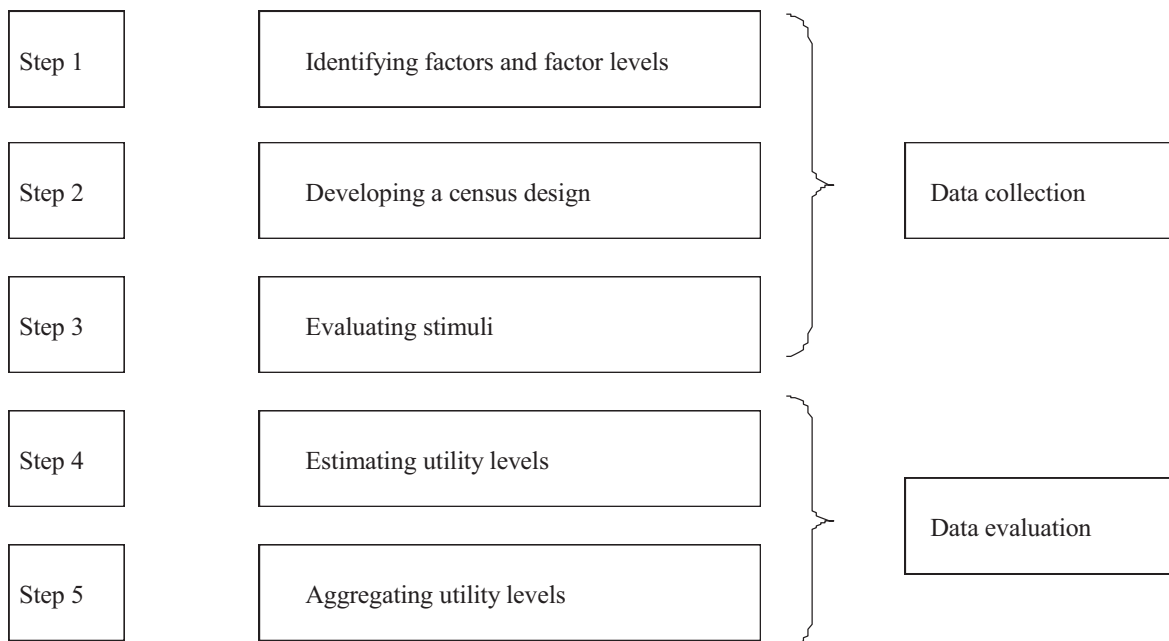 Step 1
Identifying factors and factor levels
Step 2
Developing a census design
Data collection
Step 3
Evaluating stimuli
Step 4
Estimating utility levels
Data evaluation
Step 5
Aggregating utility levels